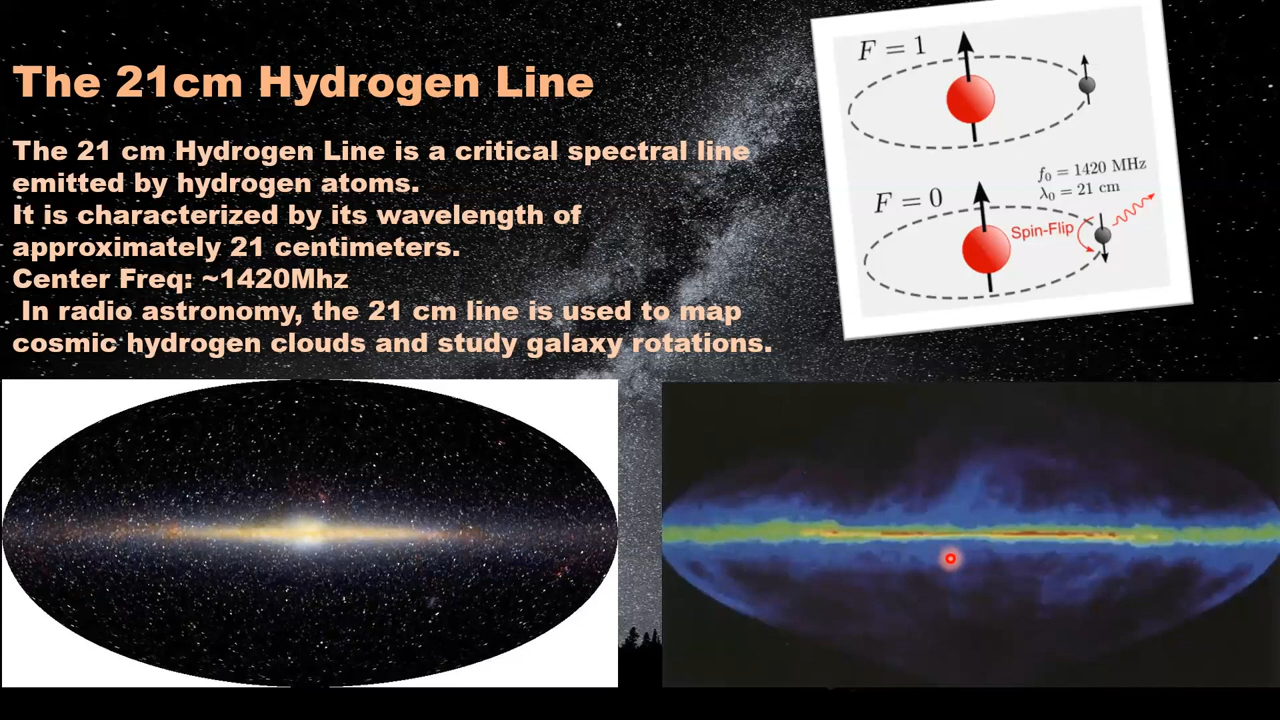 The 21cm Hydrogen Line
The 21 cm Hydrogen Line is a critical spectral line
emitted by hydrogen atoms.
It is characterized by its wavelength of
approximately 21 centimeters.
Center Freq: ~1420Mhz
In radio astronomy, the 21 cm line is used to map
cosmic hydrogen clouds and study galaxy rotations.
F = 1
F = 0
f₀ = 1420 MHz
λ₀ = 21 cm
Spin-Flip